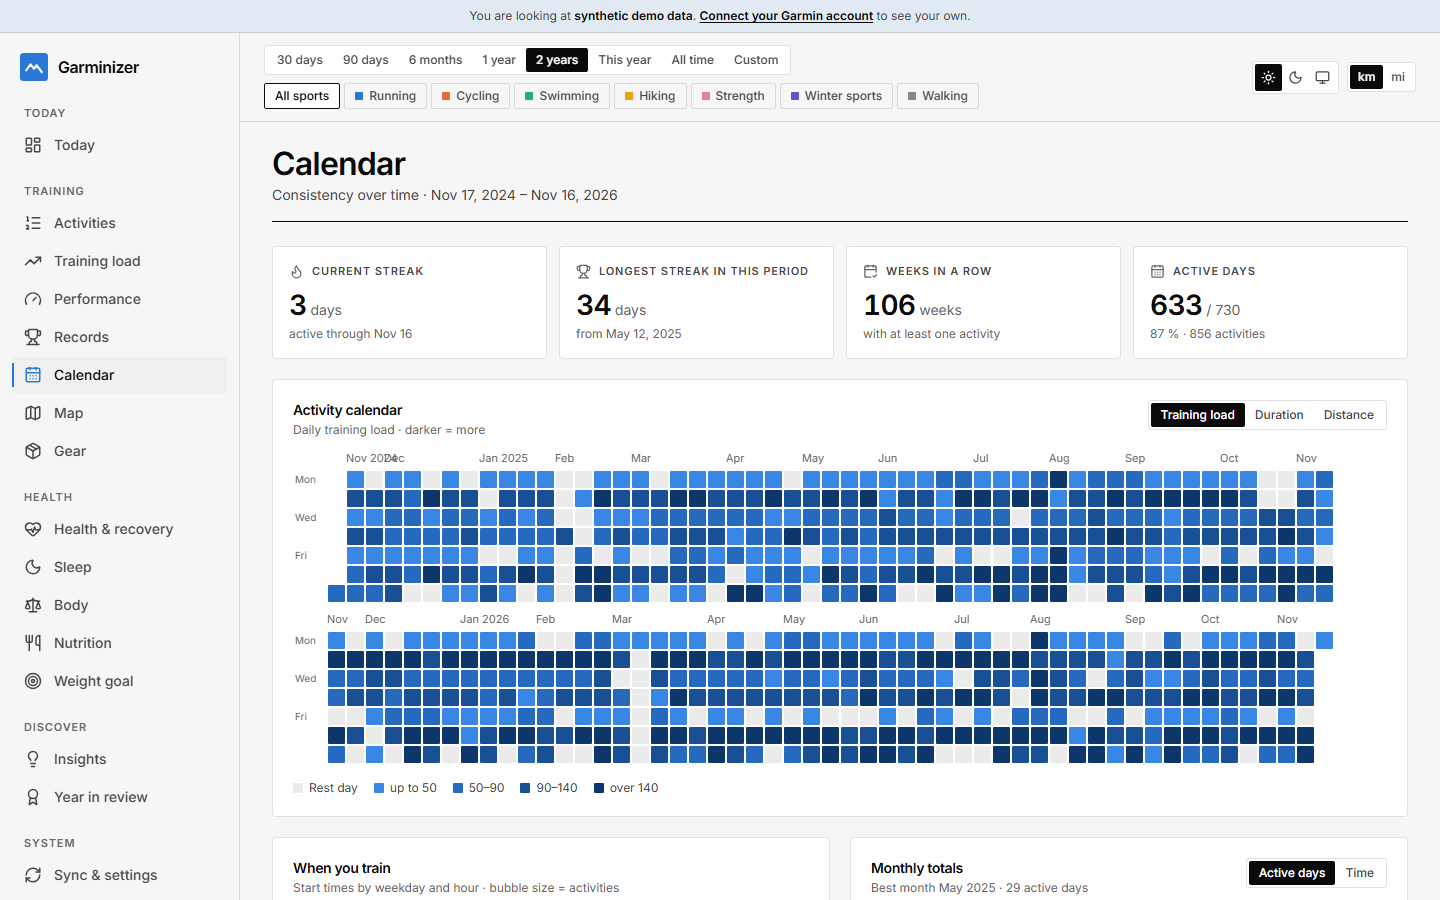 You are looking at synthetic demo data. Connect your Garmin account to see your own.
Garminizer
TODAY
Today
TRAINING
Activities
Training load
Performance
Records
Calendar
Map
Gear
HEALTH
Health & recovery
Sleep
Body
Nutrition
Weight goal
DISCOVER
Insights
Year in review
SYSTEM
Sync & settings
30 days 90 days 6 months 1 year 2 years This year All time Custom
All sports Running Cycling Swimming Hiking Strength Winter sports Walking
km mi
Calendar
Consistency over time · Nov 17, 2024 – Nov 16, 2026
CURRENT STREAK
3 days
active through Nov 16
LONGEST STREAK IN THIS PERIOD
34 days
from May 12, 2025
WEEKS IN A ROW
106 weeks
with at least one activity
ACTIVE DAYS
633 / 730
87 % · 856 activities
Activity calendar
Daily training load · darker = more
Training load Duration Distance
Nov 2024 Dec Jan 2025 Feb Mar Apr May Jun Jul Aug Sep Oct Nov
Mon
Wed
Fri
Nov Dec Jan 2026 Feb Mar Apr May Jun Jul Aug Sep Oct Nov
Mon
Wed
Fri
Rest day up to 50 50–90 90–140 over 140
When you train
Start times by weekday and hour · bubble size = activities
Monthly totals
Best month May 2025 · 29 active days
Active days Time